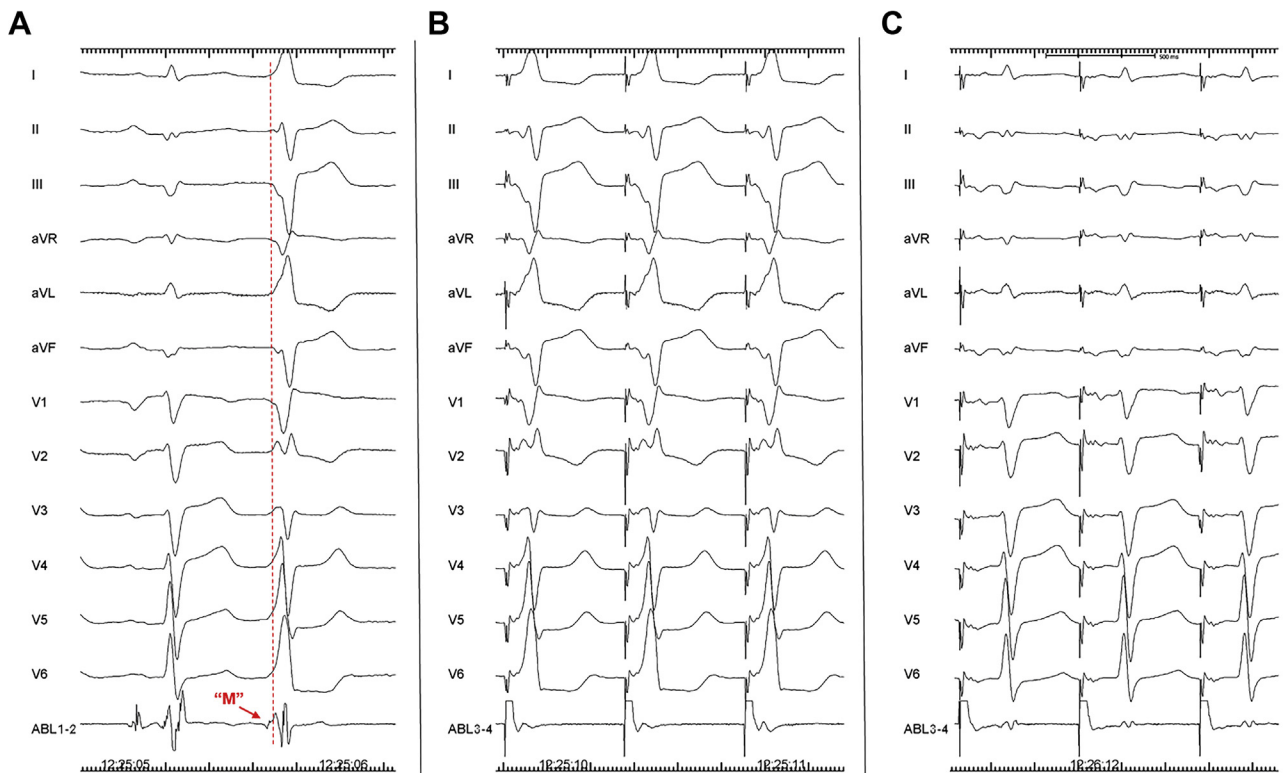 A
I
II
III
aVR
aVL
aVF
V1
V2
V3
V4
V5
V6
"M"
ABL1-2
12:25:05
12:25:06
B
I
II
III
aVR
aVL
aVF
V1
V2
V3
V4
V5
V6
ABL3-4
12:25:10
12:25:11
C
500 ms
I
II
III
aVR
aVL
aVF
V1
V2
V3
V4
V5
V6
ABL3-4
12:26:12